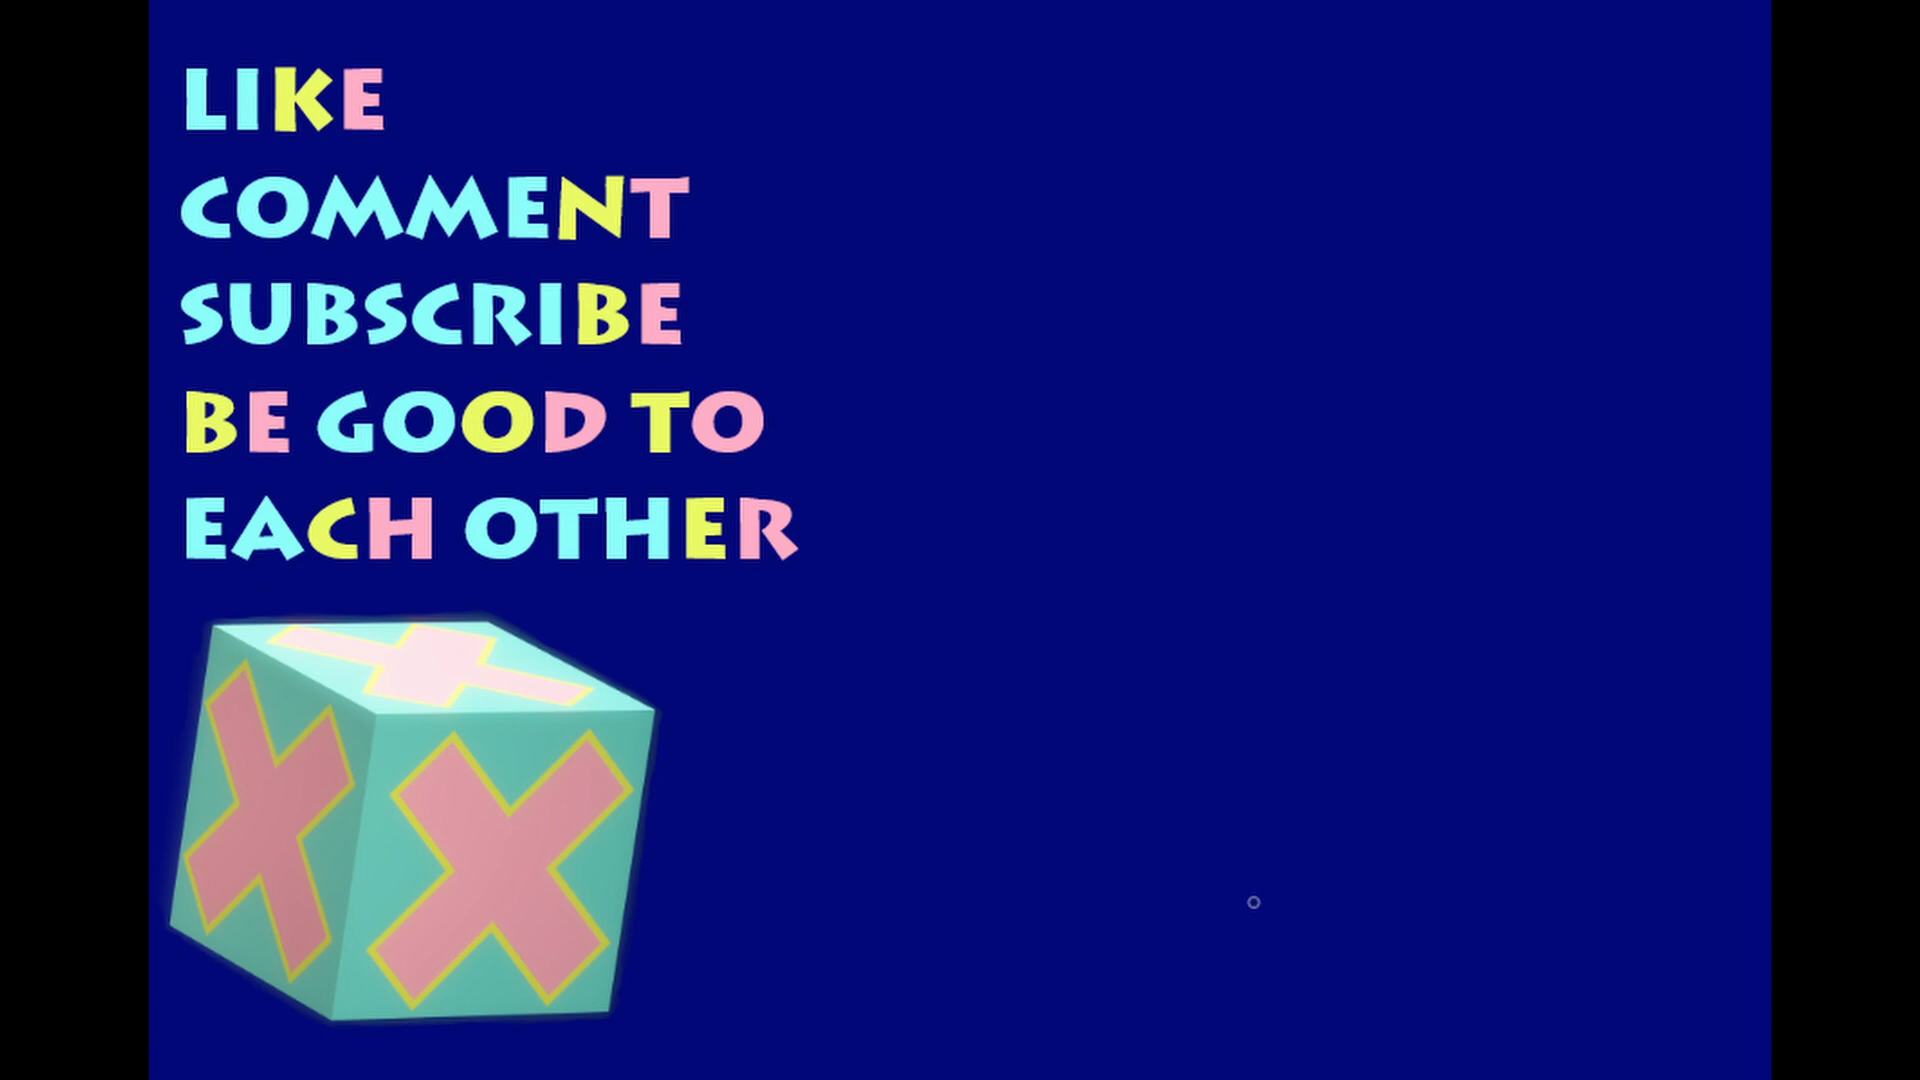 LIKE
COMMENT
SUBSCRIBE
BE GOOD TO
EACH OTHER
X
X
X